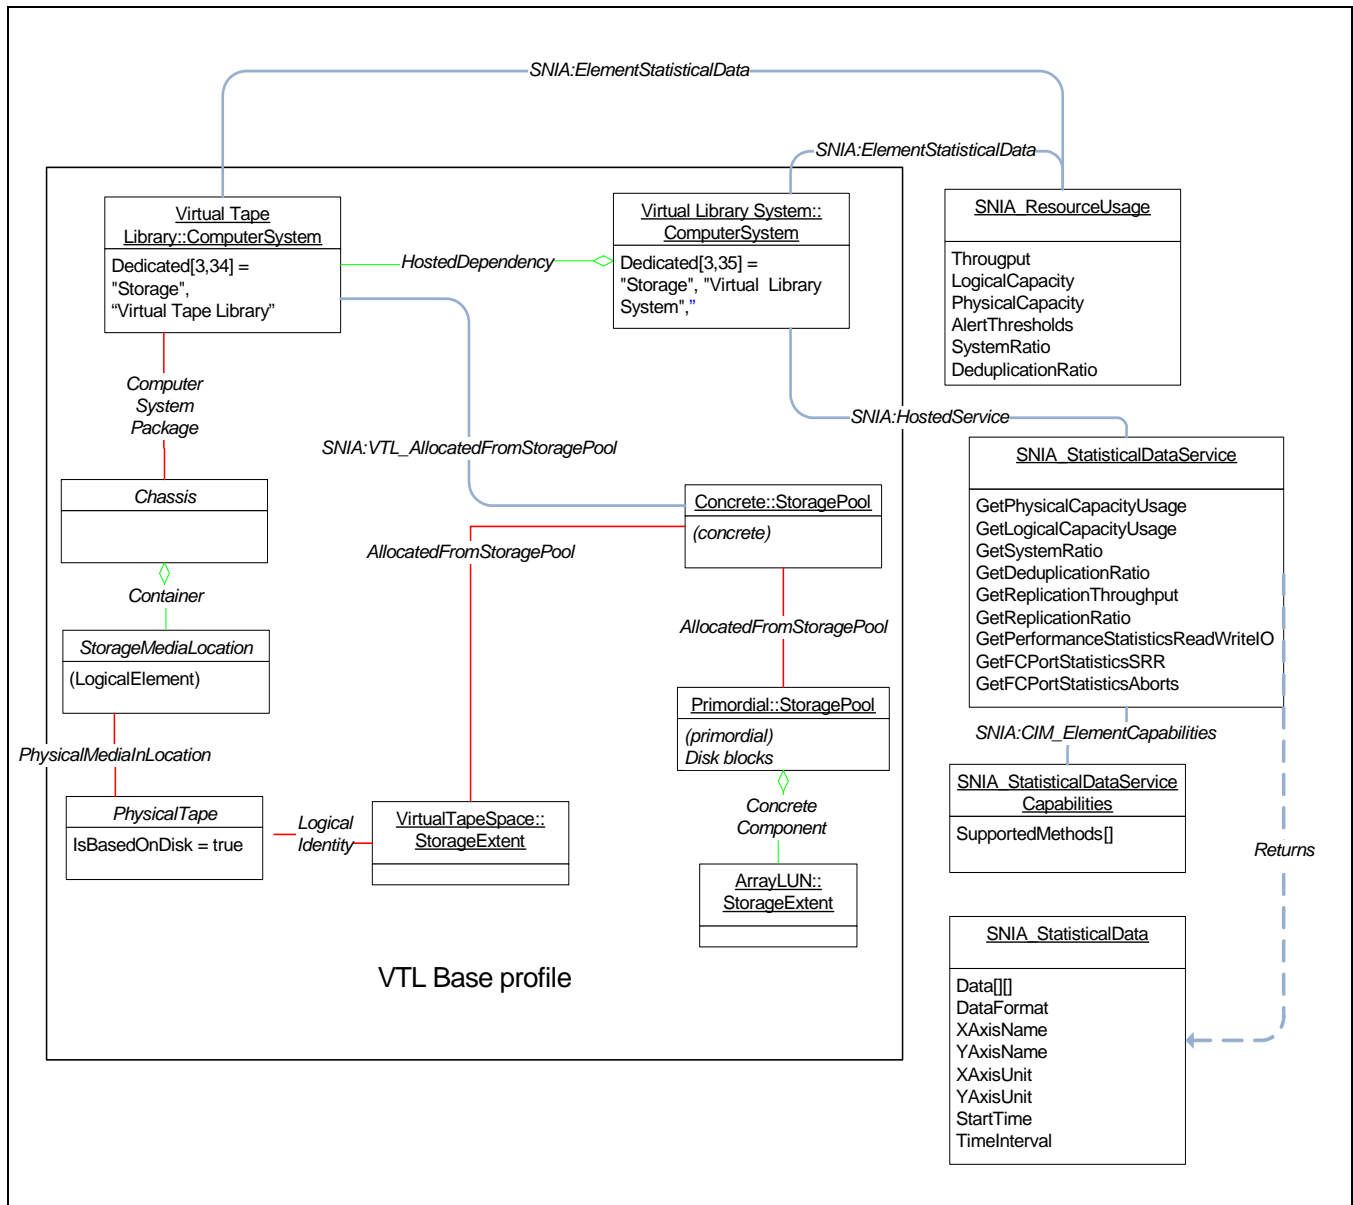 SNIA:ElementStatisticalData
SNIA:ElementStatisticalData
Virtual Tape
Library::ComputerSystem
Dedicated[3,34] =
"Storage",
“Virtual Tape Library”
HostedDependency
Virtual Library System::
ComputerSystem
Dedicated[3,35] =
"Storage", "Virtual Library
System",”
SNIA_ResourceUsage
Througput
LogicalCapacity
PhysicalCapacity
AlertThresholds
SystemRatio
DeduplicationRatio
Computer
System
Package
SNIA:VTL_AllocatedFromStoragePool
SNIA:HostedService
SNIA_StatisticalDataService
GetPhysicalCapacityUsage
GetLogicalCapacityUsage
GetSystemRatio
GetDeduplicationRatio
GetReplicationThroughput
GetReplicationRatio
GetPerformanceStatisticsReadWriteIO
GetFCPortStatisticsSRR
GetFCPortStatisticsAborts
Chassis
Concrete::StoragePool
(concrete)
AllocatedFromStoragePool
Container
AllocatedFromStoragePool
StorageMediaLocation
(LogicalElement)
Primordial::StoragePool
(primordial)
Disk blocks
SNIA:CIM_ElementCapabilities
PhysicalMediaInLocation
SNIA_StatisticalDataService
Capabilities
SupportedMethods[]
PhysicalTape
IsBasedOnDisk = true
Logical
Identity
VirtualTapeSpace::
StorageExtent
Concrete
Component
ArrayLUN::
StorageExtent
Returns
VTL Base profile
SNIA_StatisticalData
Data[][]
DataFormat
XAxisName
YAxisName
XAxisUnit
YAxisUnit
StartTime
TimeInterval